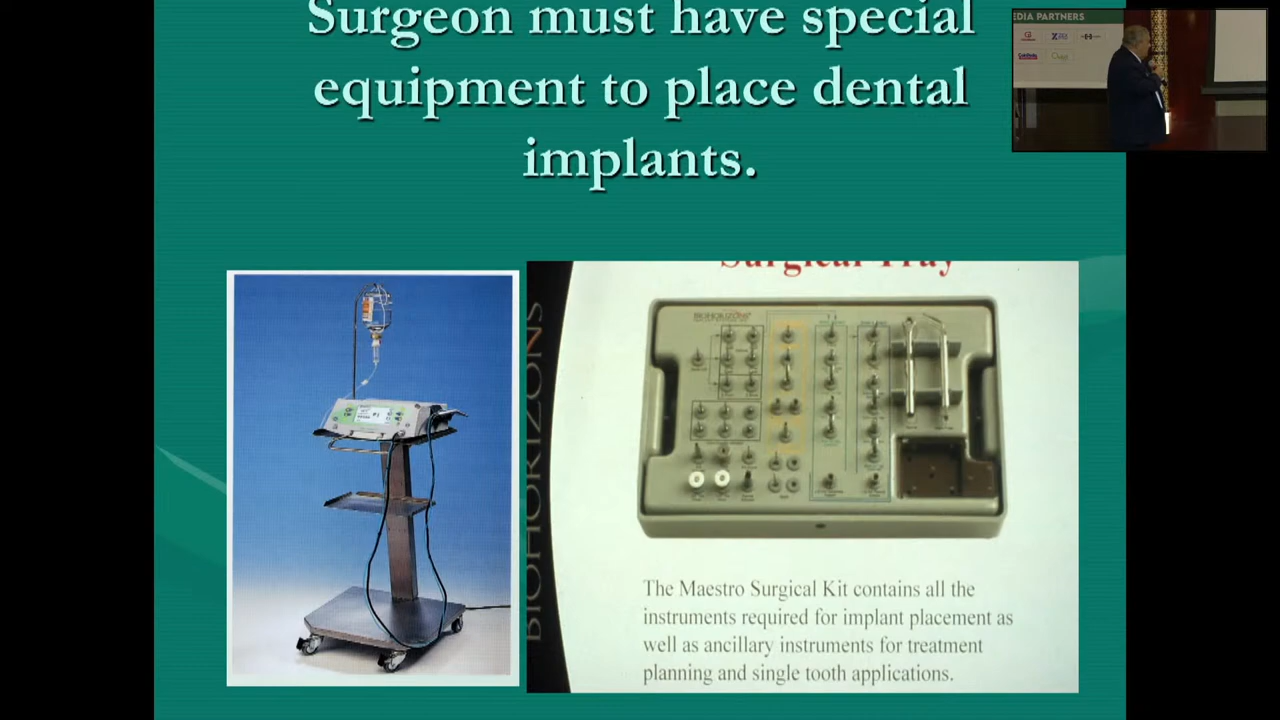 Surgeon must have special
equipment to place dental
implants.
EDIA PARTNERS
Surgical Tray
BIOHORIZONS
BIOHORIZONS
The Maestro Surgical Kit contains all the
instruments required for implant placement as
well as ancillary instruments for treatment
planning and single tooth applications.